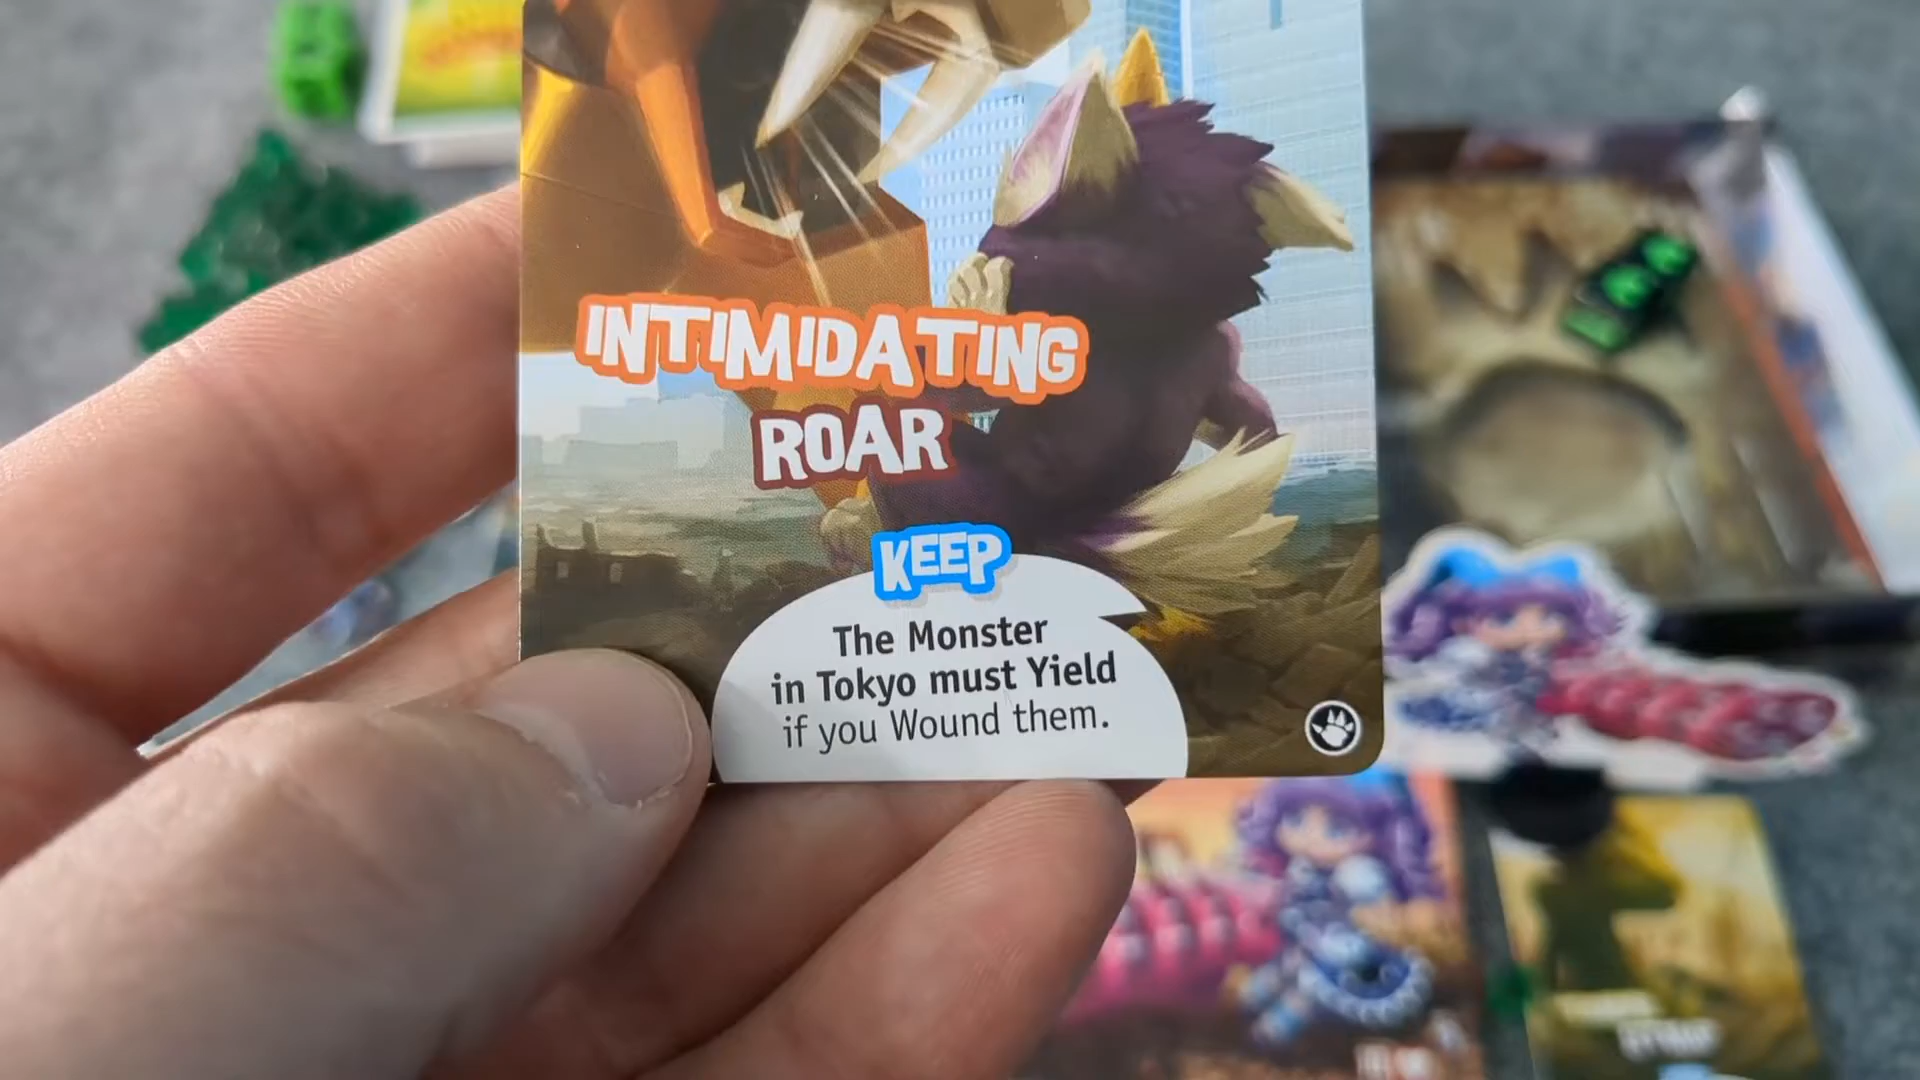 INTIMIDATING
ROAR
KEEP
The Monster
in Tokyo must Yield
if you Wound them.